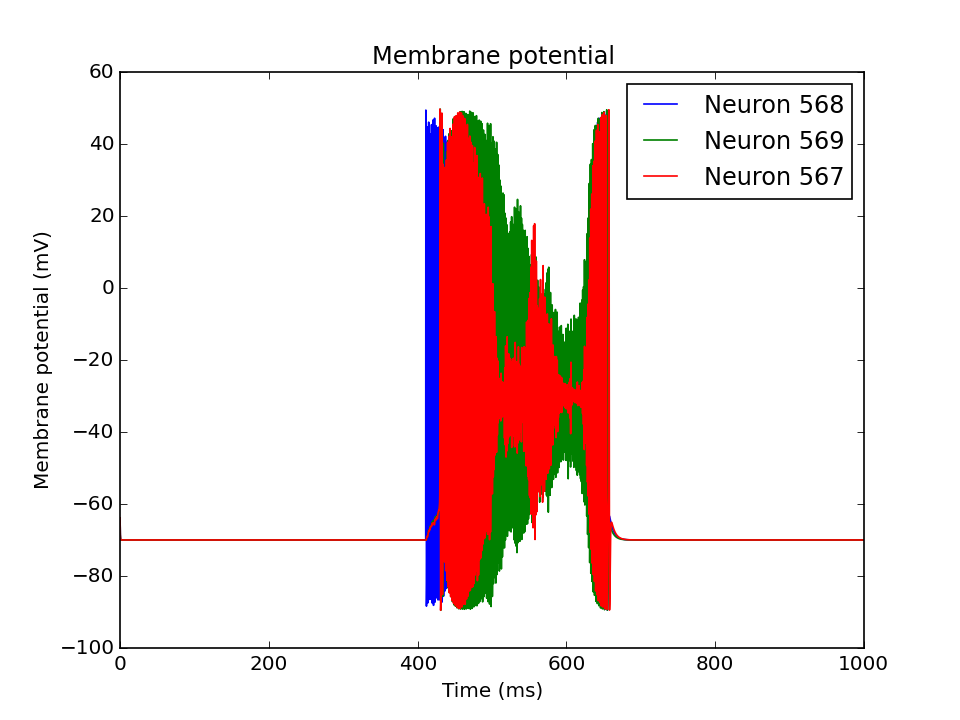 Membrane potential
60
40
20
0
−20
−40
−60
−80
−100
Membrane potential (mV)
Neuron 568
Neuron 569
Neuron 567
0 200 400 600 800 1000
Time (ms)